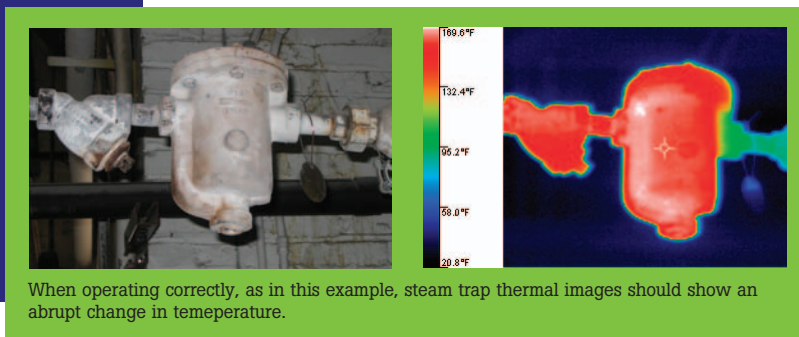 169.6°F
132.4°F
95.2°F
58.0°F
20.8°F
When operating correctly, as in this example, steam trap thermal images should show an
abrupt change in temeperature.